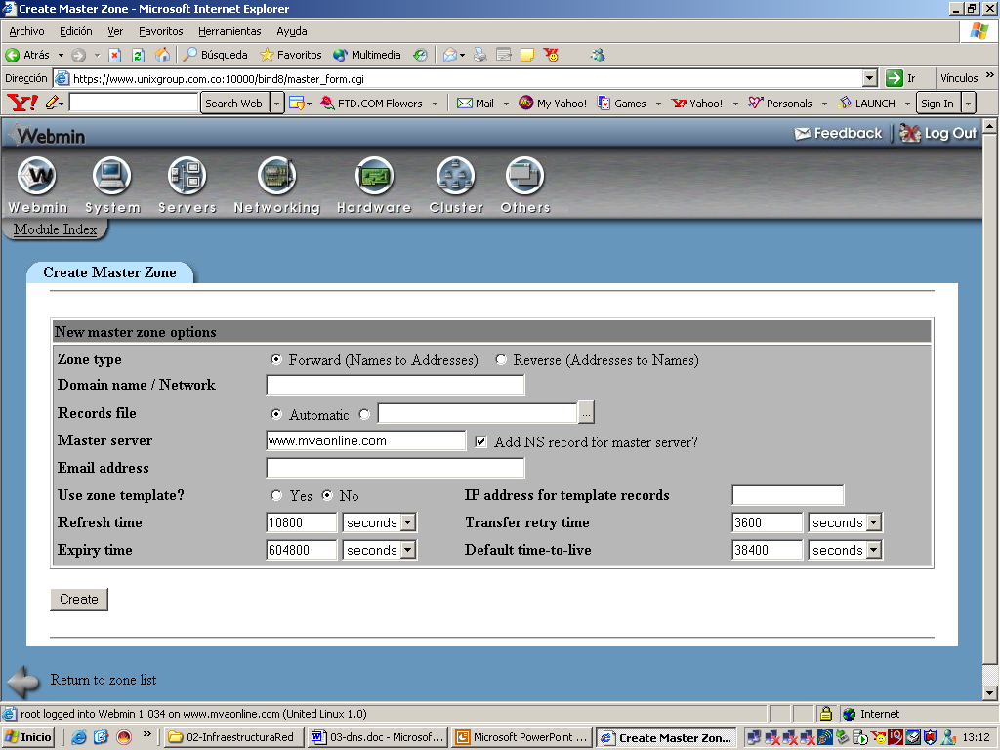 Create Master Zone - Microsoft Internet Explorer
Archivo Edición Ver Favoritos Herramientas Ayuda
Atrás Búsqueda Favoritos Multimedia
Dirección https://www.unixgroup.com.co:10000/bind8/master_form.cgi Ir Vínculos »
Y! Search Web FTD.COM Flowers Mail My Yahoo! Games Yahoo! Personals LAUNCH Sign In
Webmin Feedback Log Out
Webmin System Servers Networking Hardware Cluster Others
Module Index
Create Master Zone
New master zone options
Zone type Forward (Names to Addresses) Reverse (Addresses to Names)
Domain name / Network
Records file Automatic ...
Master server www.mvaonline.com Add NS record for master server?
Email address
Use zone template? Yes No IP address for template records
Refresh time 10800 seconds Transfer retry time 3600 seconds
Expiry time 604800 seconds Default time-to-live 38400 seconds
Create
Return to zone list
root logged into Webmin 1.034 on www.mvaonline.com (United Linux 1.0) Internet
Inicio » 02-InfraestructuraRed 03-dns.doc - Microsof... Microsoft PowerPoint ... Create Master Zon... 13:12